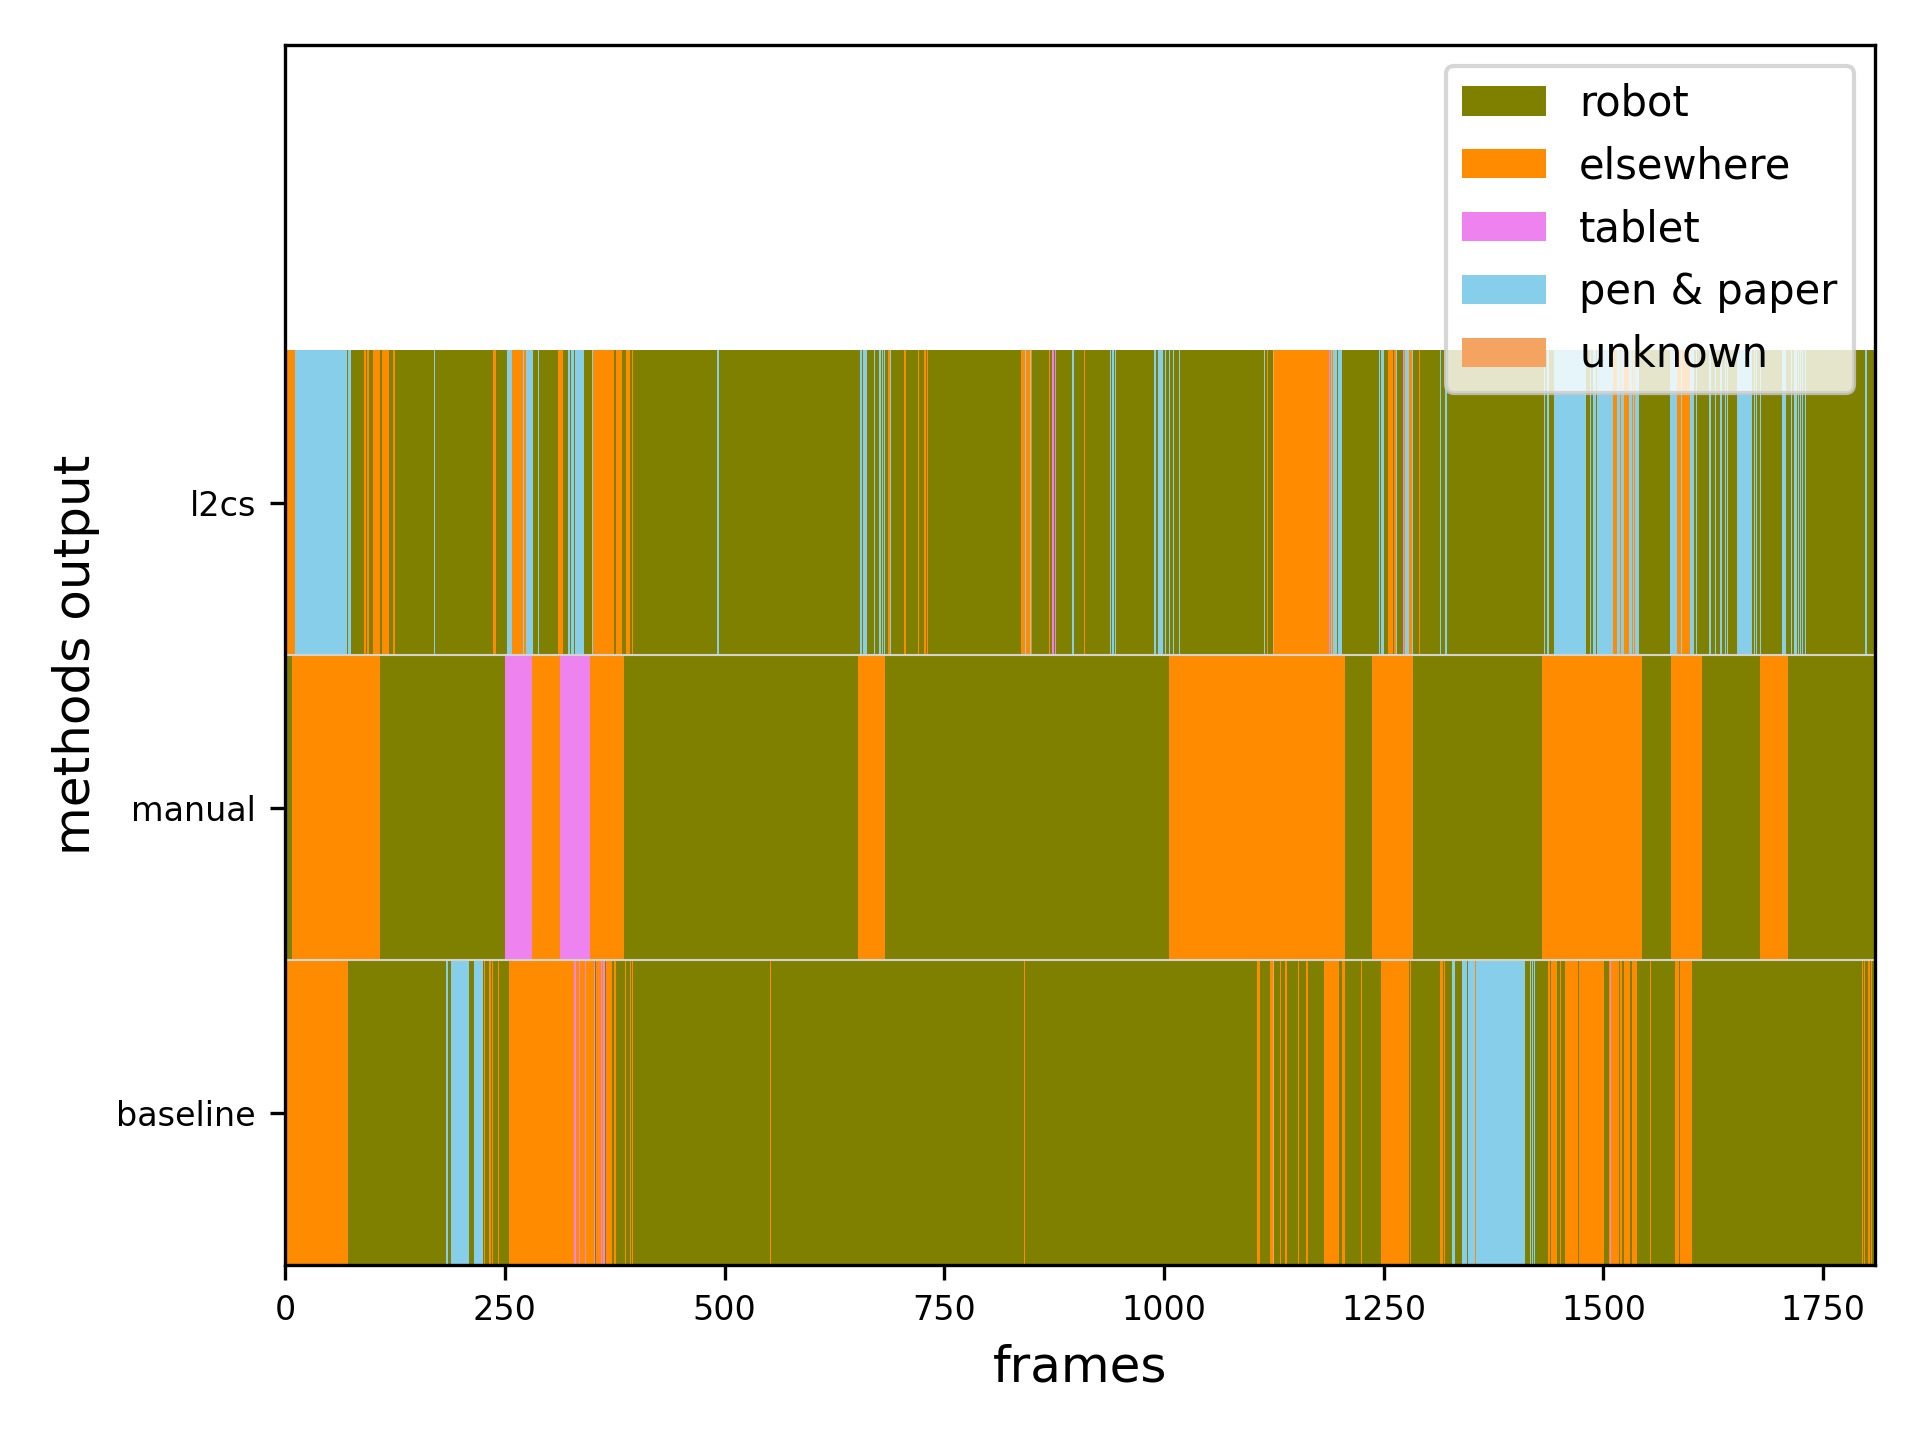 robot
elsewhere
tablet
pen & paper
unknown
methods output
l2cs
manual
baseline
0 250 500 750 1000 1250 1500 1750
frames